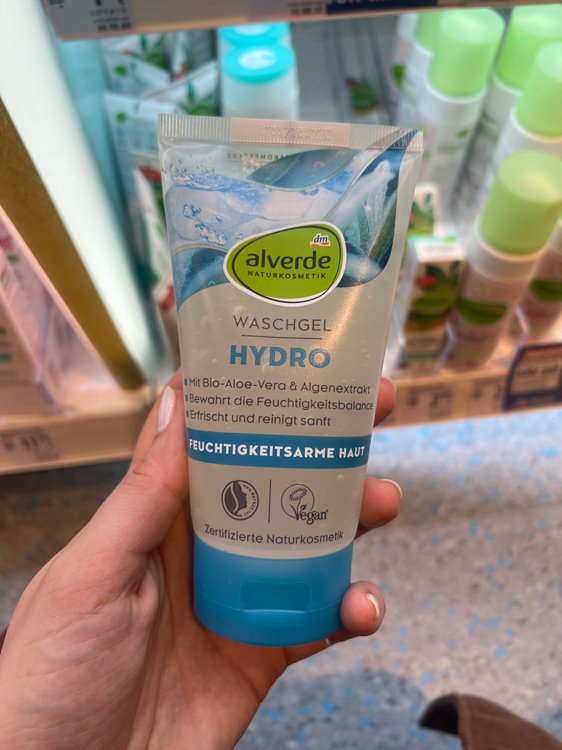 dm
alverde
NATURKOSMETIK
WASCHGEL
HYDRO
Mit Bio-Aloe-Vera & Algenextrakt
Bewahrt die Feuchtigkeitsbalance
Erfrischt und reinigt sanft
FEUCHTIGKEITSARME HAUT
Vegan
Zertifizierte Naturkosmetik